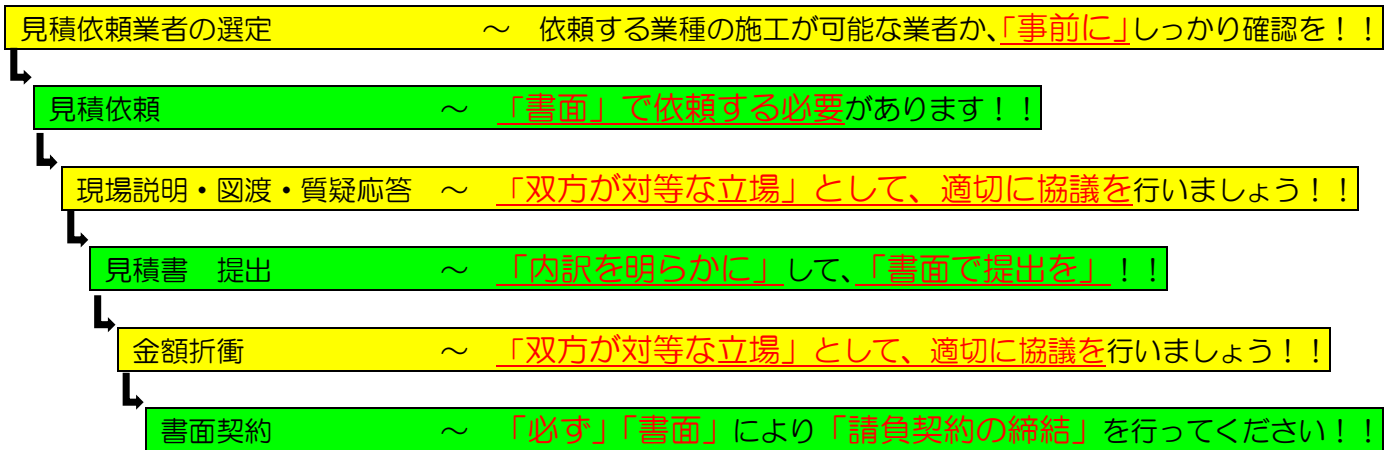 見積依頼業者の選定 ～ 依頼する業種の施工が可能な業者か、「事前に」しっかり確認を！！
見積依頼 ～ 「書面」で依頼する必要があります！！
現場説明・図渡・質疑応答 ～ 「双方が対等な立場」として、適切に協議を行いましょう！！
見積書　提出 ～ 「内訳を明らかに」して、「書面で提出を」！！
金額折衝 ～ 「双方が対等な立場」として、適切に協議を行いましょう！！
書面契約 ～ 「必ず」「書面」により「請負契約の締結」を行ってください！！